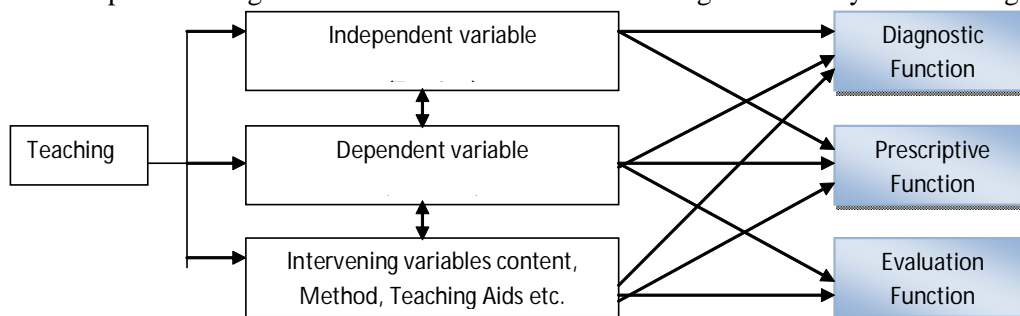 Independent variable
Diagnostic
Function
Teaching
Dependent variable
Prescriptive
Function
Intervening variables content,
Method, Teaching Aids etc.
Evaluation
Function